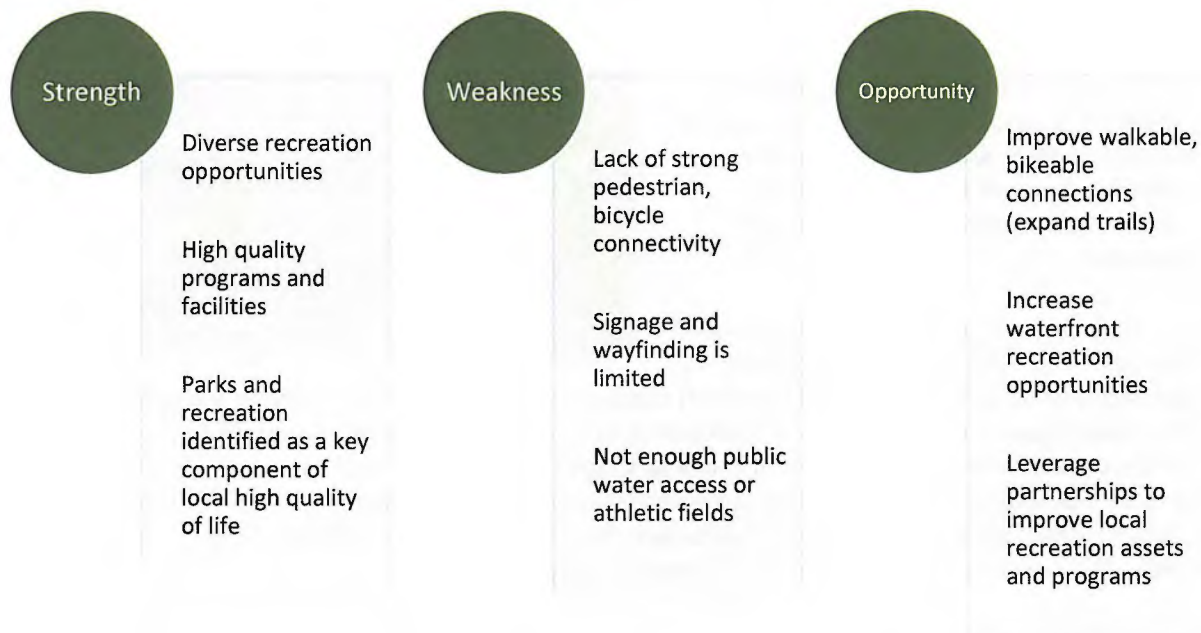 Strength
Diverse recreation
opportunities
High quality
programs and
facilities
Parks and
recreation
identified as a key
component of
local high quality
of life
Weakness
Lack of strong
pedestrian,
bicycle
connectivity
Signage and
wayfinding is
limited
Not enough public
water access or
athletic fields
Opportunity
Improve walkable,
bikeable
connections
(expand trails)
Increase
waterfront
recreation
opportunities
Leverage
partnerships to
improve local
recreation assets
and programs